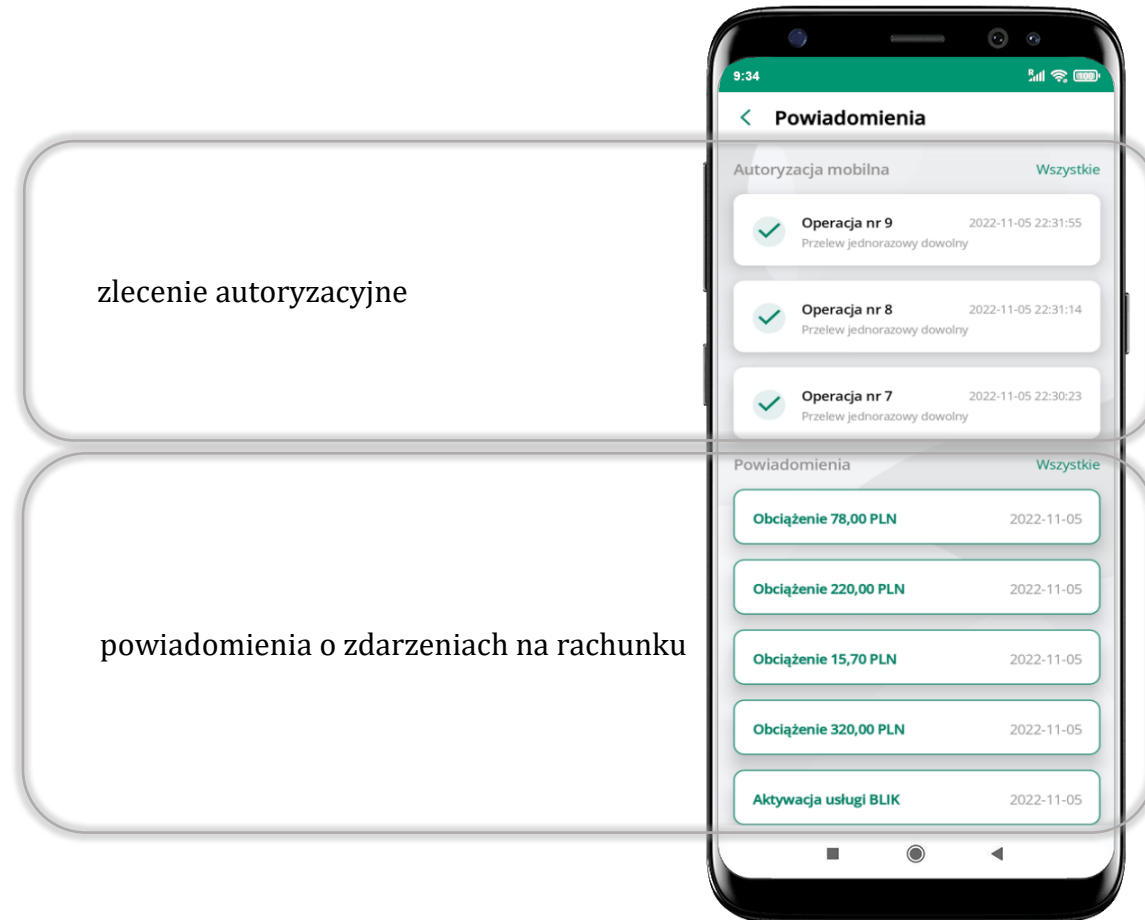 9:34
R
100
Powiadomienia
Autoryzacja mobilna Wszystkie
Operacja nr 9 2022-11-05 22:31:55
Przelew jednorazowy dowolny
zlecenie autoryzacyjne
Operacja nr 8 2022-11-05 22:31:14
Przelew jednorazowy dowolny
Operacja nr 7 2022-11-05 22:30:23
Przelew jednorazowy dowolny
Powiadomienia Wszystkie
Obciążenie 78,00 PLN 2022-11-05
Obciążenie 220,00 PLN 2022-11-05
powiadomienia o zdarzeniach na rachunku
Obciążenie 15,70 PLN 2022-11-05
Obciążenie 320,00 PLN 2022-11-05
Aktywacja usługi BLIK 2022-11-05